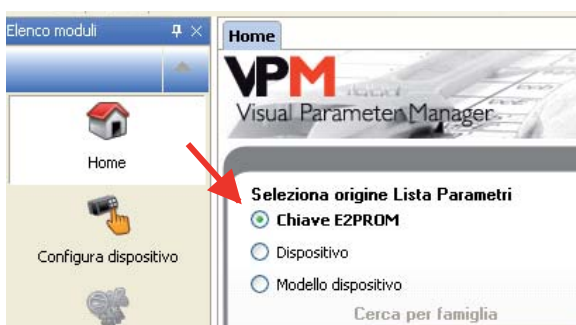 Elenco moduli
Home
Configura dispositivo
Home
VPM
Visual Parameter Manager
Seleziona origine Lista Parametri
Chiave E2PROM
Dispositivo
Modello dispositivo
Cerca per famiglia